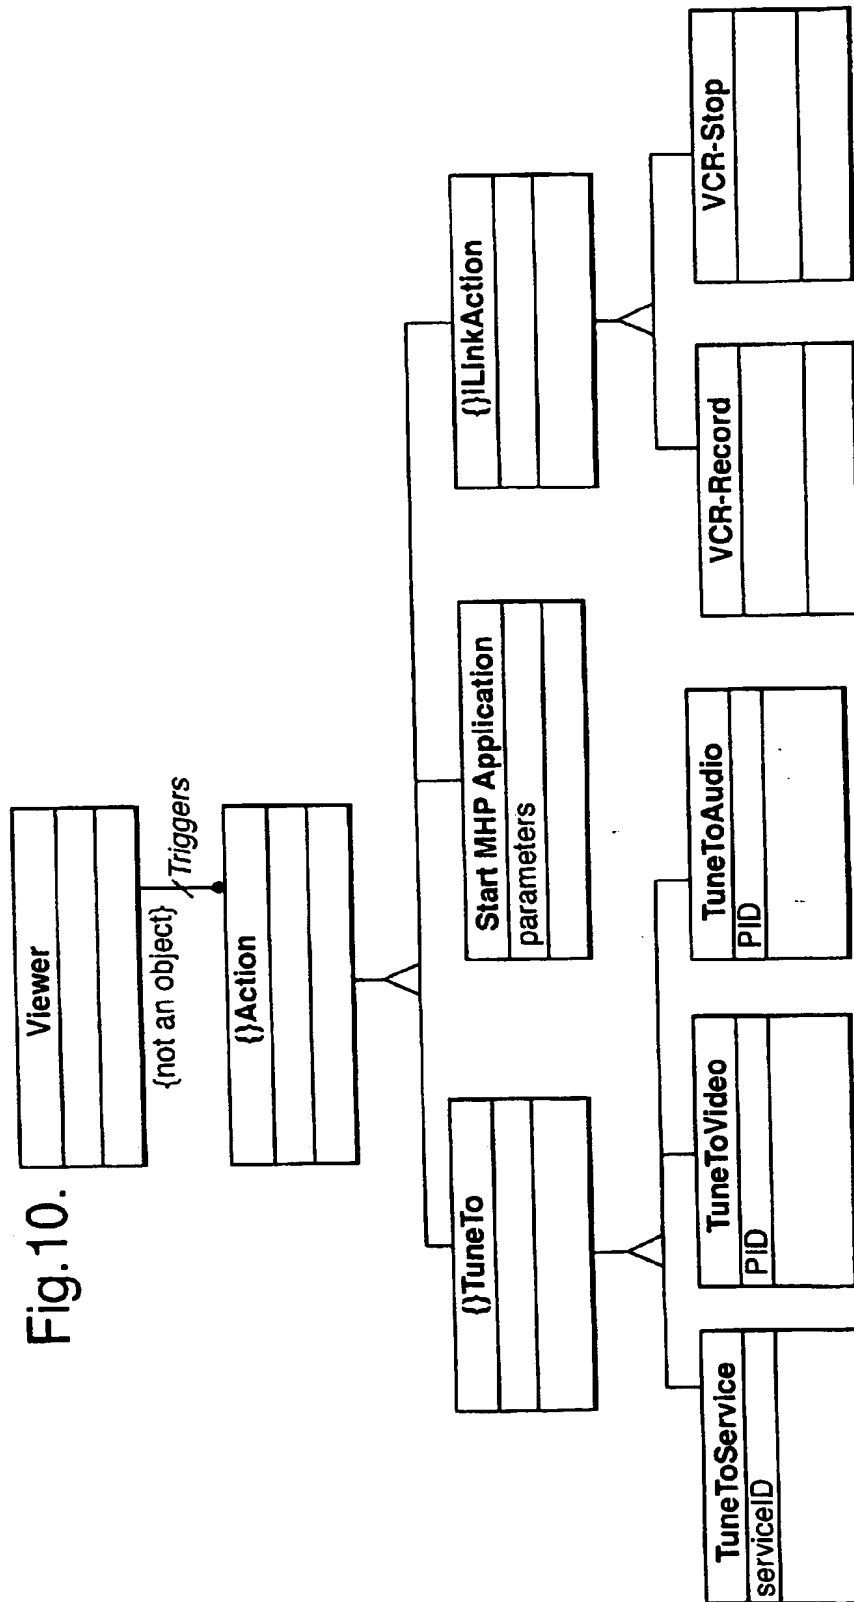 Fig.10.
Viewer
{not an object}
Triggers
{}Action
{}TuneTo
Start MHP Application
parameters
{}iLinkAction
TuneToService
serviceID
TuneToVideo
PID
TuneToAudio
PID
VCR-Record
VCR-Stop